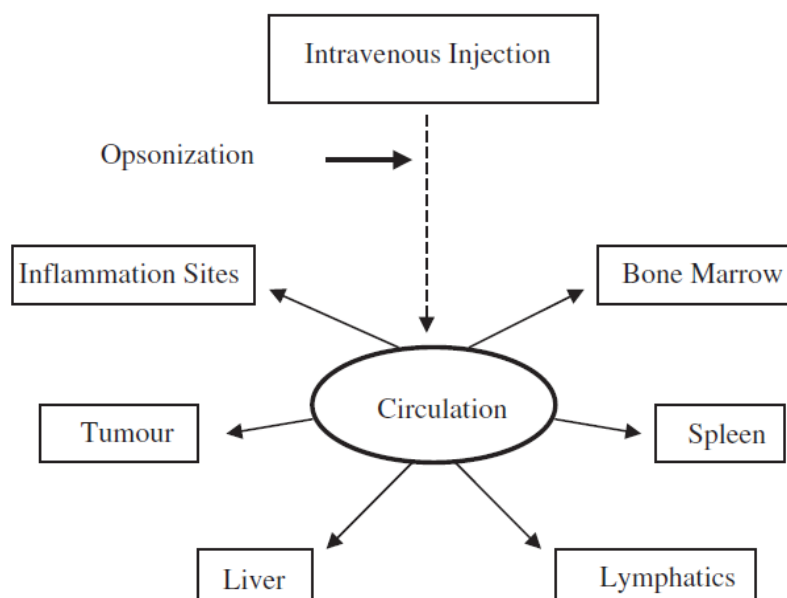 Intravenous Injection
Opsonization
Inflammation Sites
Bone Marrow
Circulation
Tumour
Spleen
Liver
Lymphatics